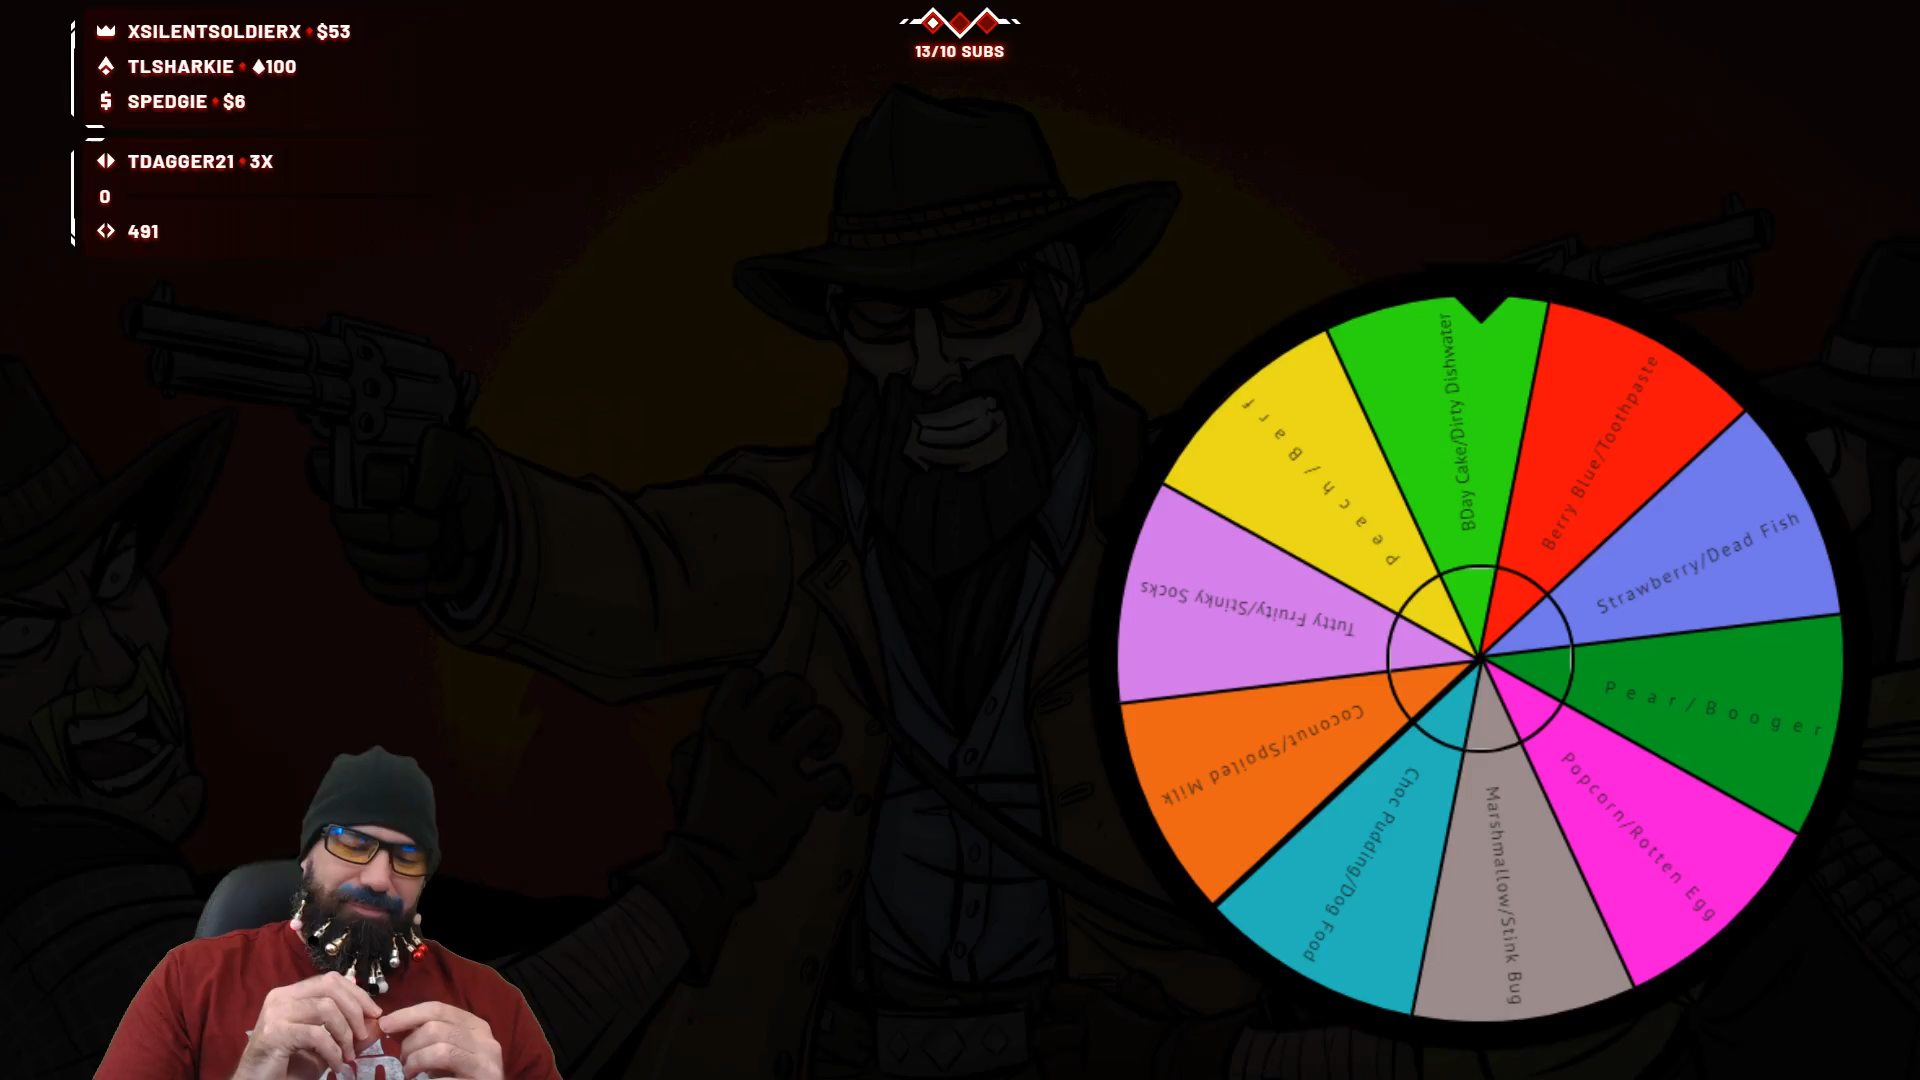 XSILENTSOLDIERX $53
TLSHARKIE 100
$ SPEDGIE $6
TDAGGER21 3X
0
491
13/10 SUBS
BDay Cake/Dirty Dishwater
Berry Blue/Toothpaste
Strawberry/Dead Fish
Pear/Booger
Popcorn/Rotten Egg
Marshmallow/Stink Bug
Choc Pudding/Dog Food
Coconut/Spoiled Milk
Tutty Fruity/Stinky Socks
Peach/Barf